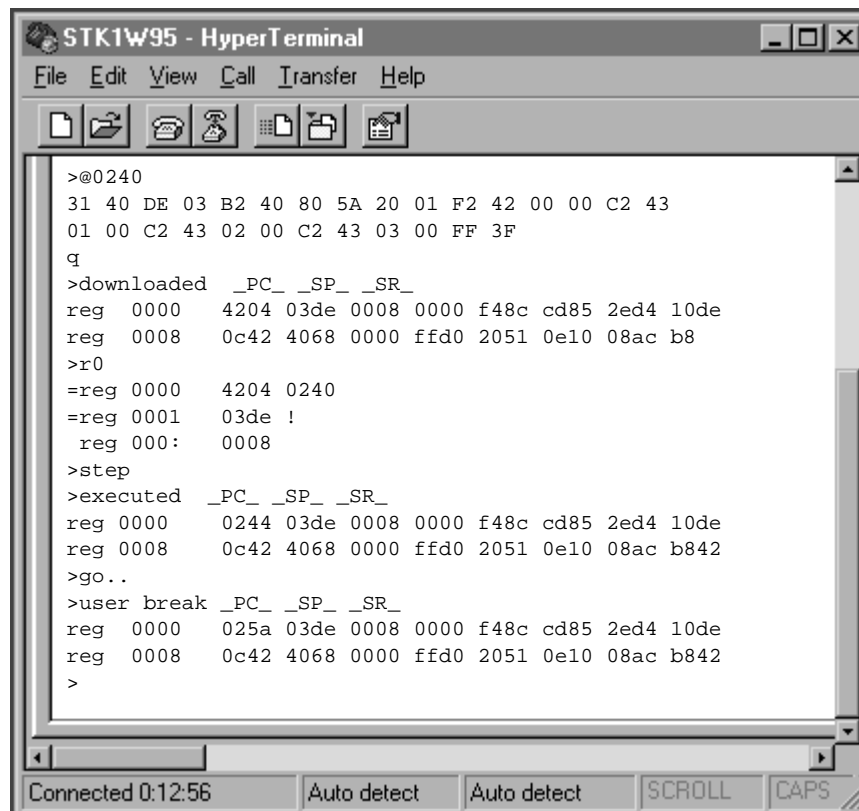 STK1W95 - HyperTerminal
File Edit View Call Transfer Help
>@0240
31 40 DE 03 B2 40 80 5A 20 01 F2 42 00 00 C2 43
01 00 C2 43 02 00 C2 43 03 00 FF 3F
q
>downloaded _PC_ _SP_ _SR_
reg 0000 4204 03de 0008 0000 f48c cd85 2ed4 10de
reg 0008 0c42 4068 0000 ffd0 2051 0e10 08ac b8
>r0
=reg 0000 4204 0240
=reg 0001 03de !
reg 000: 0008
>step
>executed _PC_ _SP_ _SR_
reg 0000 0244 03de 0008 0000 f48c cd85 2ed4 10de
reg 0008 0c42 4068 0000 ffd0 2051 0e10 08ac b842
>go..
>user break _PC_ _SP_ _SR_
reg 0000 025a 03de 0008 0000 f48c cd85 2ed4 10de
reg 0008 0c42 4068 0000 ffd0 2051 0e10 08ac b842
>
Connected 0:12:56 Auto detect Auto detect SCROLL CAPS